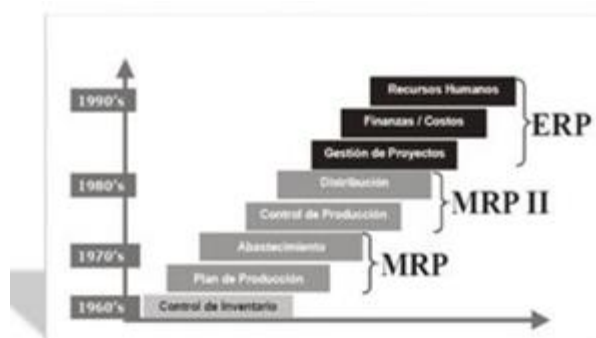 1990's
Recursos Humanos
Finanzas / Costos
Gestión de Proyectos
ERP
1980's
Distribución
Control de Producción
MRP II
1970's
Abastecimiento
Plan de Producción
MRP
1960's
Control de Inventario